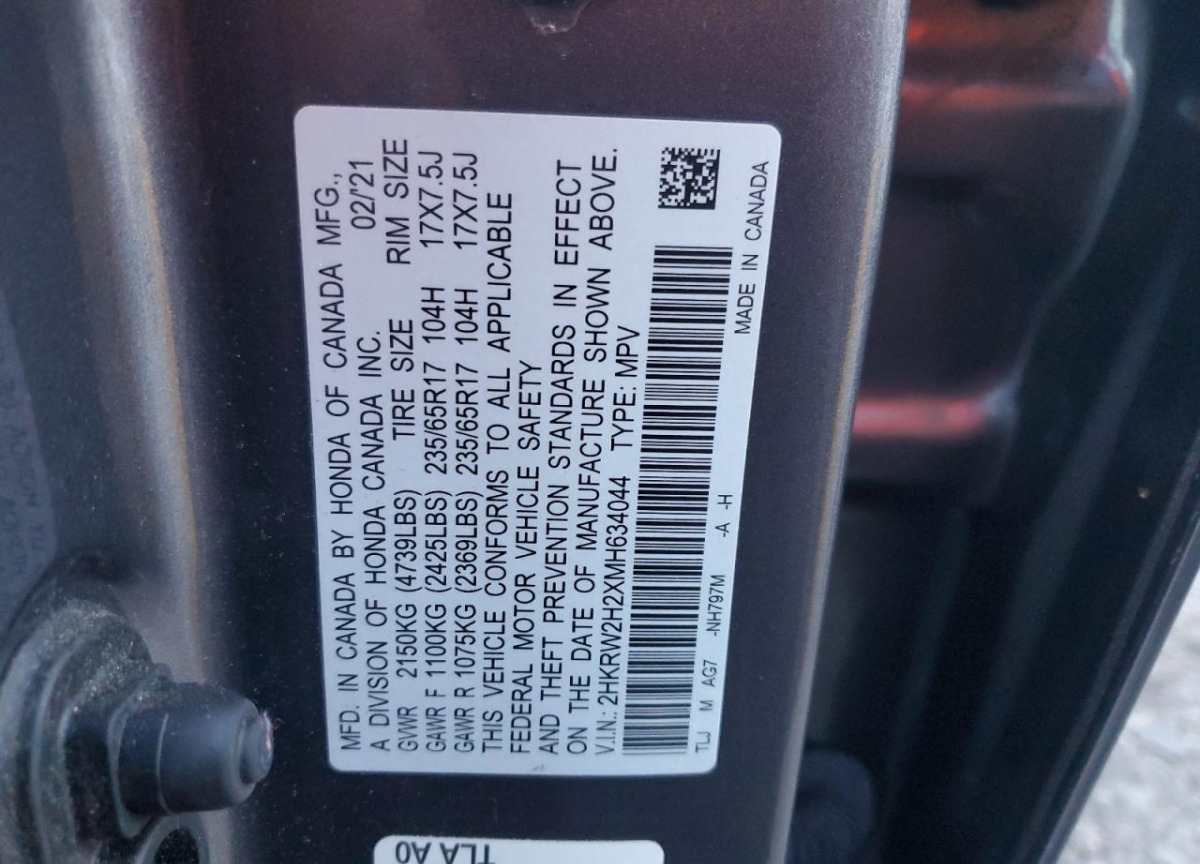 MFD. IN CANADA BY HONDA OF CANADA MFG.,
A DIVISION OF HONDA CANADA INC. 02/'21
GVWR 2150KG (4739LBS) TIRE SIZE RIM SIZE
GAWR F 1100KG (2425LBS) 235/65R17 104H 17X7.5J
GAWR R 1075KG (2369LBS) 235/65R17 104H 17X7.5J
THIS VEHICLE CONFORMS TO ALL APPLICABLE
FEDERAL MOTOR VEHICLE SAFETY
AND THEFT PREVENTION STANDARDS IN EFFECT
ON THE DATE OF MANUFACTURE SHOWN ABOVE.
V.I.N.: 2HKRW2H2XMH634044 TYPE: MPV
TLJ M AG7 -NH797M -A -H MADE IN CANADA
TLA A0